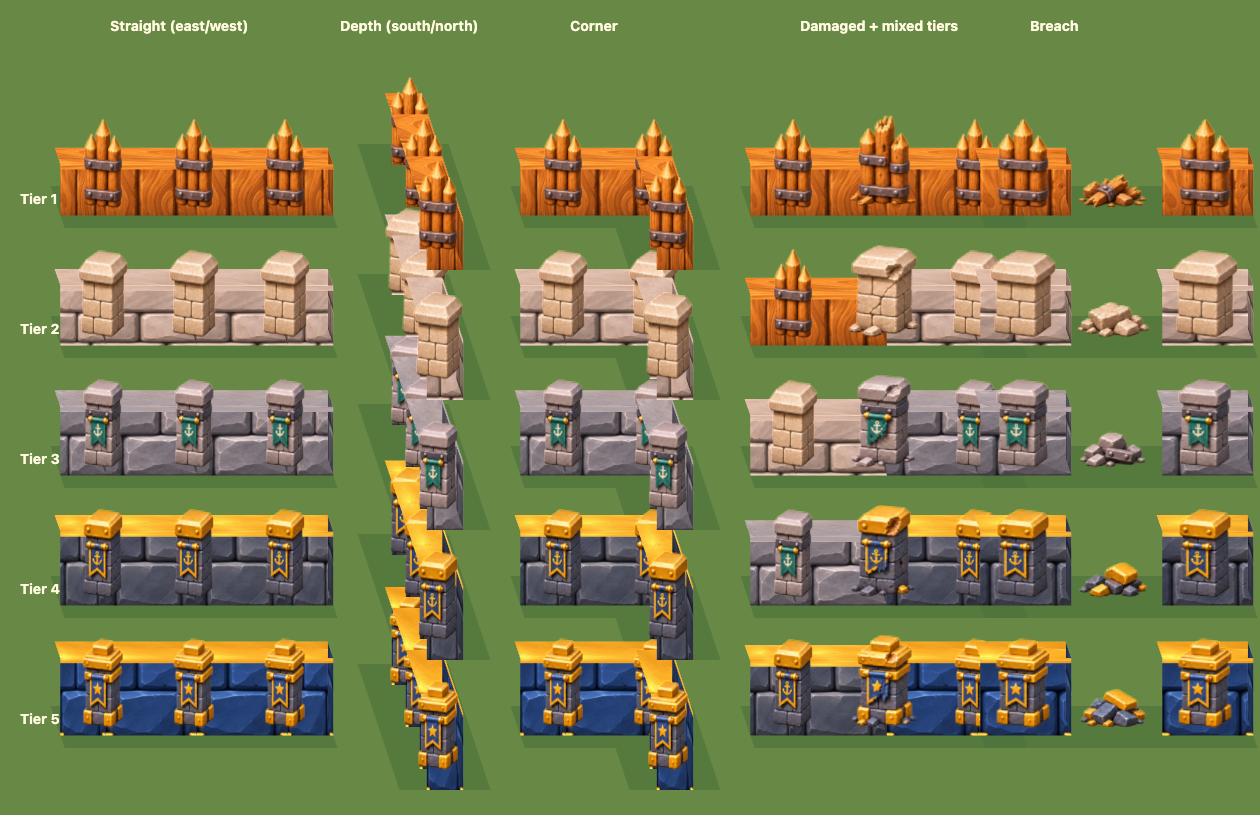 Straight (east/west) Depth (south/north) Corner Damaged + mixed tiers Breach
Tier 1
Tier 2
Tier 3
Tier 4
Tier 5